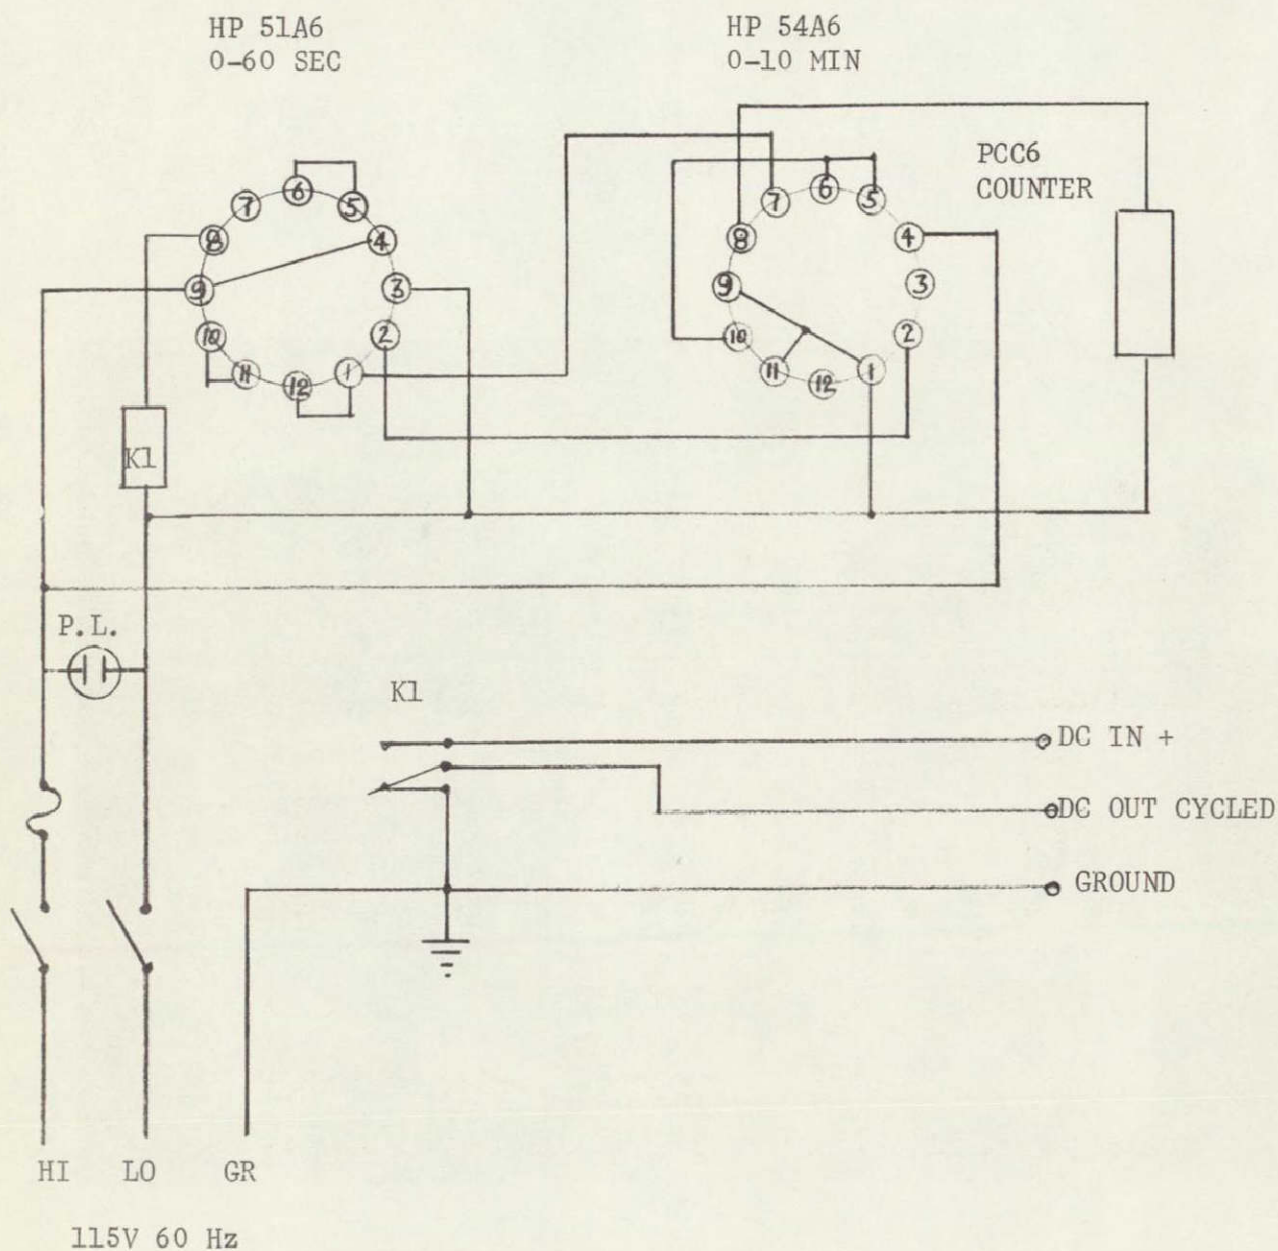 HP 51A6
0-60 SEC
HP 54A6
0-10 MIN
PCC6
COUNTER
6
5
7
4
8
9
3
10
2
11
12
1
6
7
5
8
4
9
3
10
2
11
12
1
K1
P.L.
K1
DC IN +
DC OUT CYCLED
GROUND
HI LO GR
115V 60 Hz